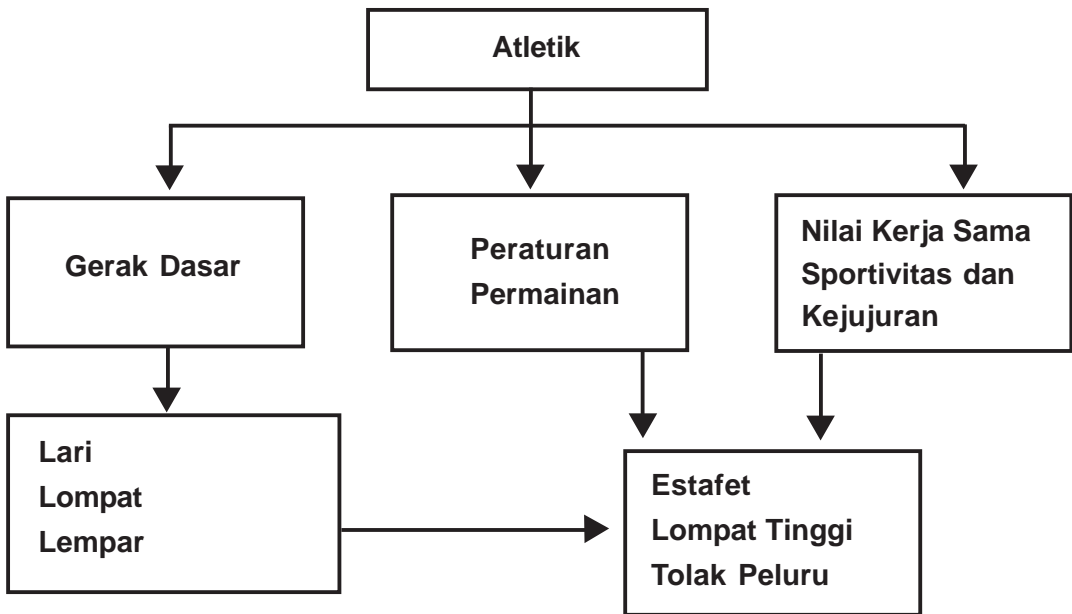 Atletik
Gerak Dasar
Peraturan
Permainan
Nilai Kerja Sama
Sportivitas dan
Kejujuran
Lari
Lompat
Lempar
Estafet
Lompat Tinggi
Tolak Peluru